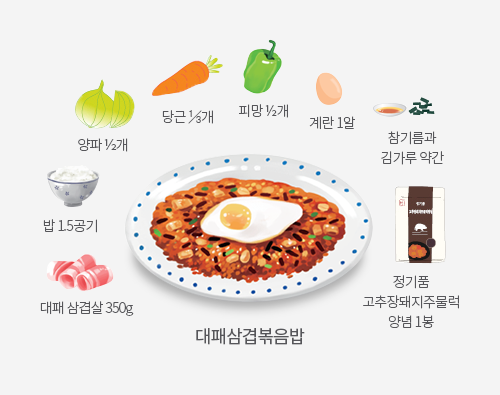 양파 ½개
당근 ⅓개
피망 ½개
계란 1알
참기름과
김가루 약간
밥 1.5공기
대패 삼겹살 350g
정기품
고추장돼지주물럭
양념 1봉
대패삼겹볶음밥